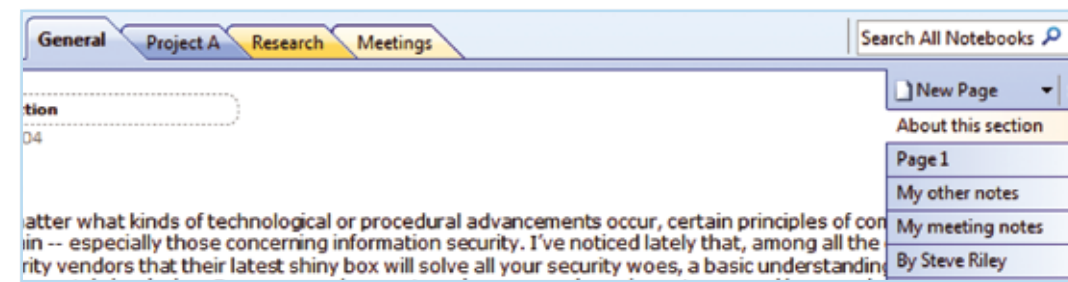 General Project A Research Meetings
Search All Notebooks
New Page
About this section
Page 1
My other notes
My meeting notes
By Steve Riley
tion
04
atter what kinds of technological or procedural advancements occur, certain principles of con
in -- especially those concerning information security. I've noticed lately that, among all the
rity vendors that their latest shiny box will solve all your security woes, a basic understanding